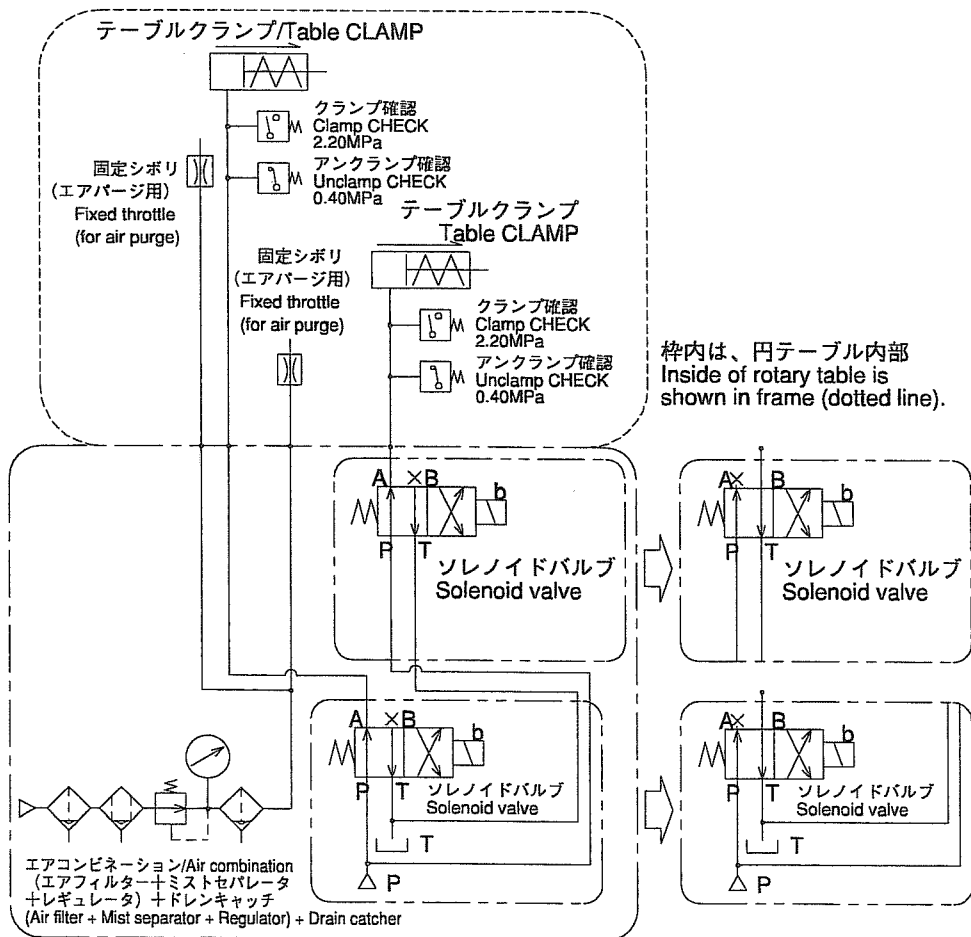 テーブルクランプ/Table CLAMP
クランプ確認
Clamp CHECK
2.20MPa
アンクランプ確認
Unclamp CHECK
0.40MPa
固定シボリ
(エアパージ用)
Fixed throttle
(for air purge)
テーブルクランプ
Table CLAMP
固定シボリ
(エアパージ用)
Fixed throttle
(for air purge)
クランプ確認
Clamp CHECK
2.20MPa
アンクランプ確認
Unclamp CHECK
0.40MPa
枠内は、円テーブル内部
Inside of rotary table is
shown in frame (dotted line).
A B
b
P T
ソレノイドバルブ
Solenoid valve
A B
b
P T
ソレノイドバルブ
Solenoid valve
A B
b
P T
ソレノイドバルブ
Solenoid valve
T
P
A B
b
P T
ソレノイドバルブ
Solenoid valve
T
P
エアコンビネーション/Air combination
(エアフィルター+ミストセパレータ
+レギュレータ)+ドレンキャッチ
(Air filter + Mist separator + Regulator) + Drain catcher